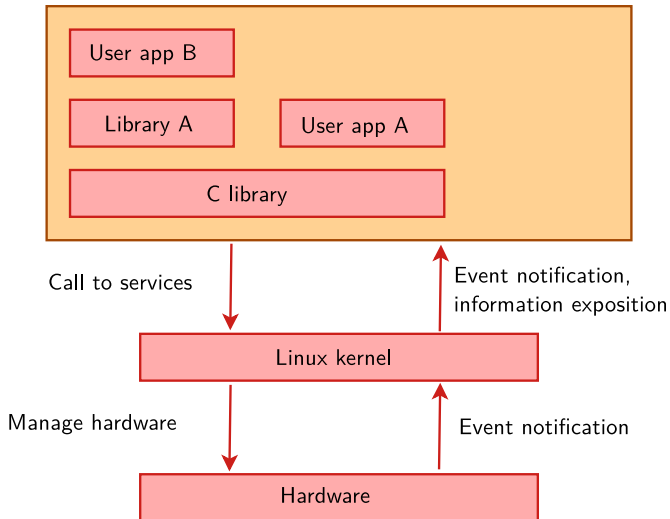 User app B
Library A
User app A
C library
Call to services
Event notification,
information exposition
Linux kernel
Manage hardware
Event notification
Hardware